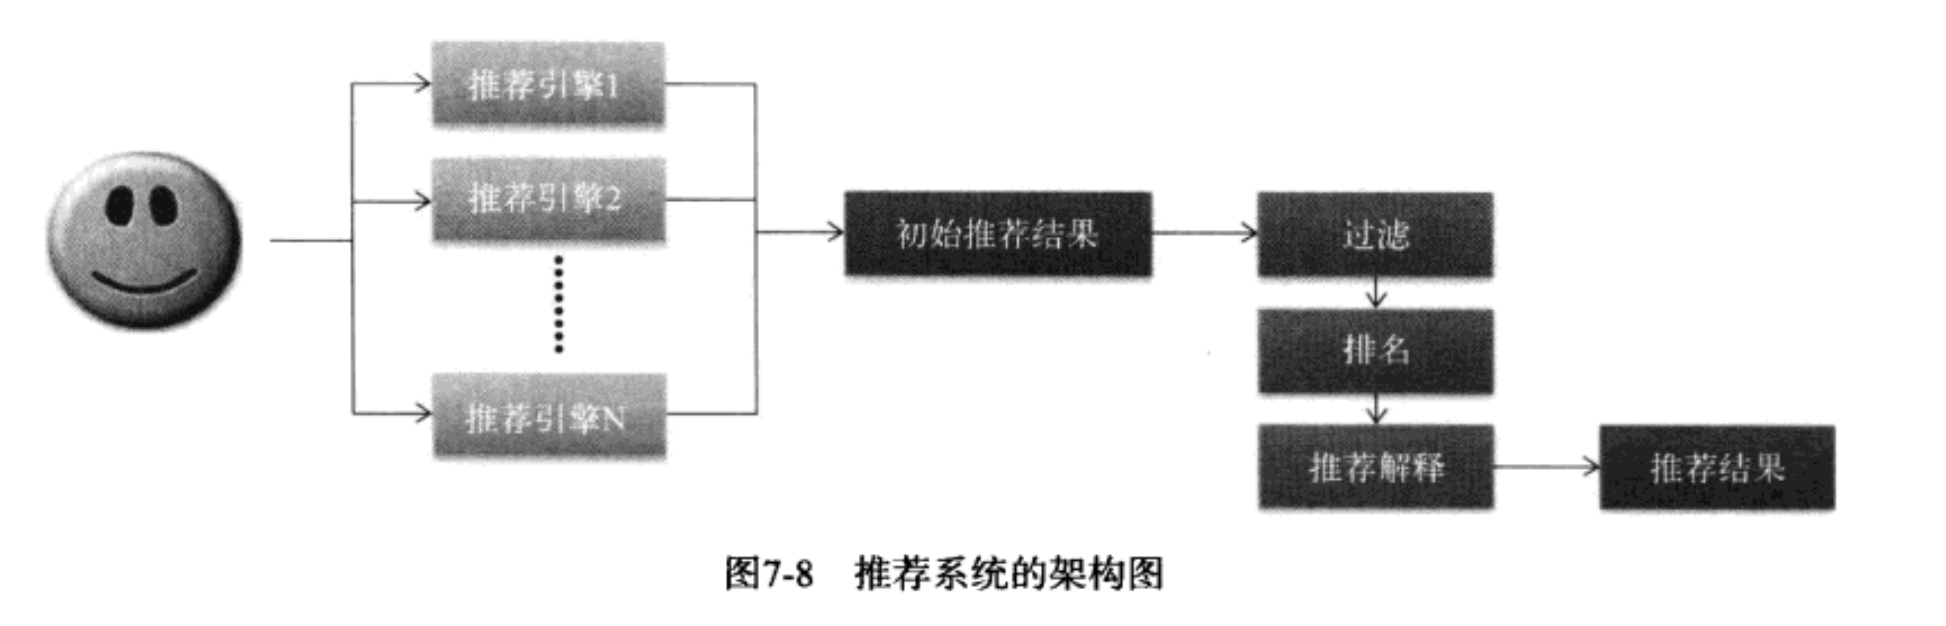 推荐引擎1
推荐引擎2
推荐引擎N
初始推荐结果
过滤
排名
推荐解释
推荐结果
图7-8 推荐系统的架构图